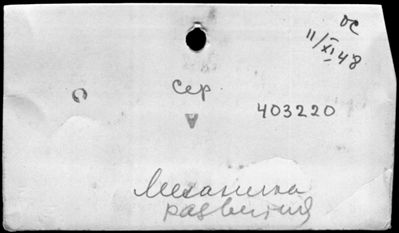 ОС
11/XI 48
сер
403220
Механика
развития